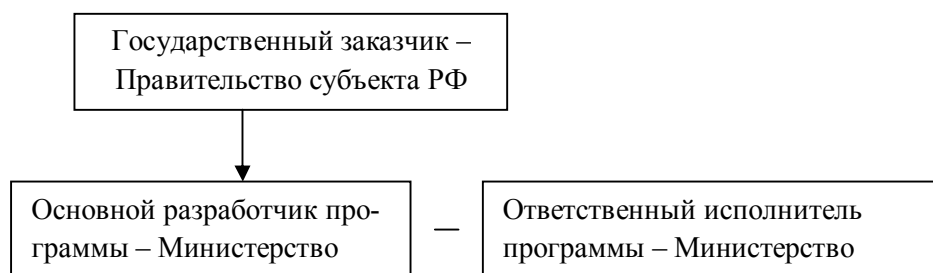 Государственный заказчик –
Правительство субъекта РФ
Основной разработчик про-
граммы – Министерство
–
Ответственный исполнитель
программы – Министерство